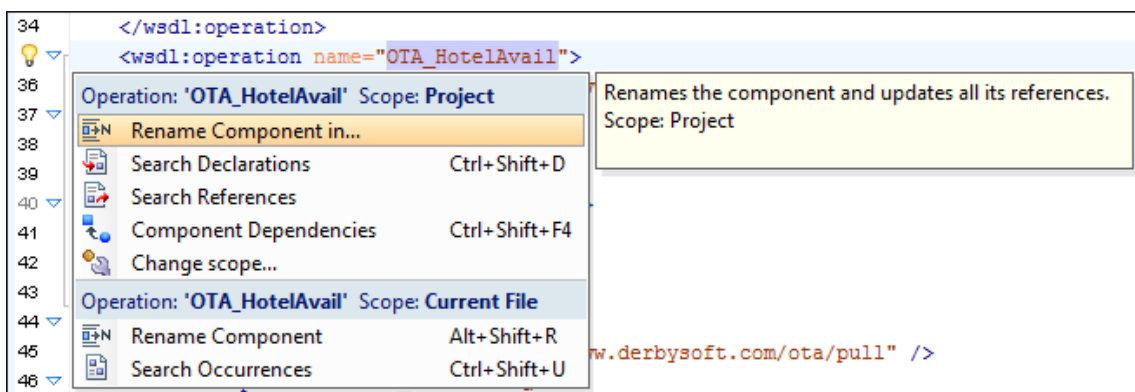 34 </wsdl:operation>
<wsdl:operation name="OTA_HotelAvail">
36
Operation: 'OTA_HotelAvail' Scope: Project
Renames the component and updates all its references.
Scope: Project
37
Rename Component in...
38
Search Declarations Ctrl+Shift+D
39
Search References
40
Component Dependencies Ctrl+Shift+F4
41
Change scope...
42
43
Operation: 'OTA_HotelAvail' Scope: Current File
44
Rename Component Alt+Shift+R
45 w.derbysoft.com/ota/pull" />
Search Occurrences Ctrl+Shift+U
46